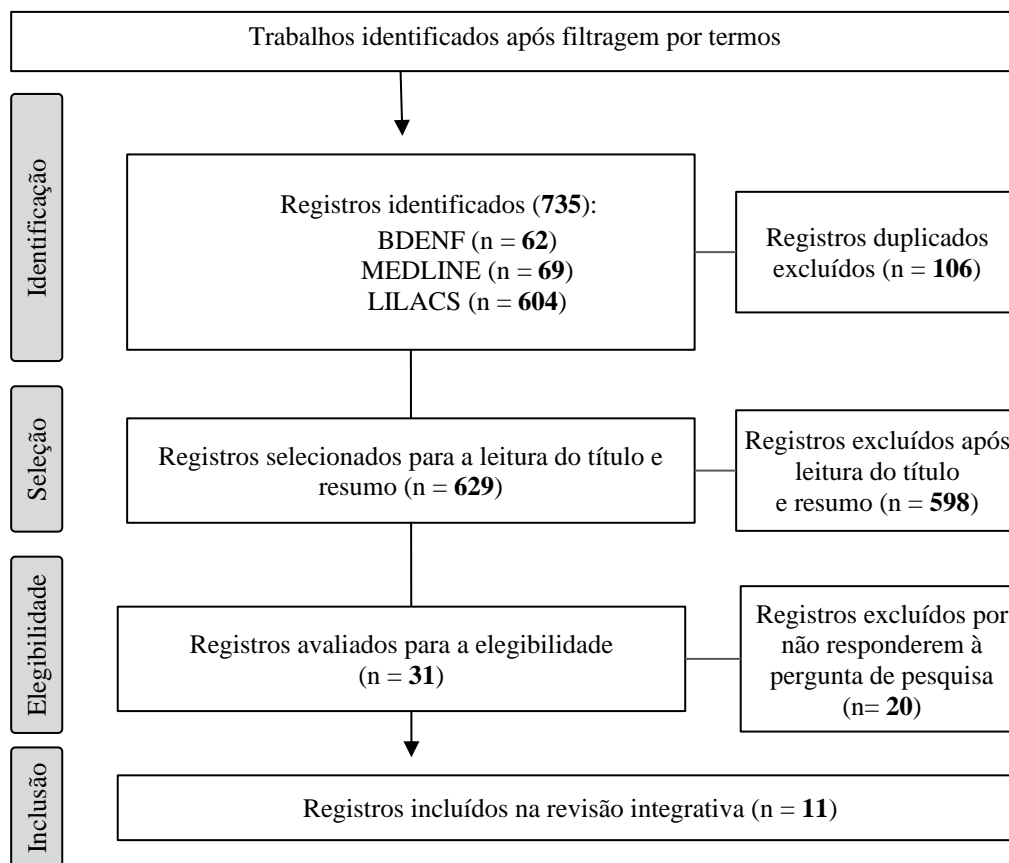 Trabalhos identificados após filtragem por termos
Identificação
Registros identificados (735):
BDENF (n = 62)
MEDLINE (n = 69)
LILACS (n = 604)
Registros duplicados
excluídos (n = 106)
Seleção
Registros selecionados para a leitura do título e
resumo (n = 629)
Registros excluídos após
leitura do título
e resumo (n = 598)
Elegibilidade
Registros avaliados para a elegibilidade
(n = 31)
Registros excluídos por
não responderem à
pergunta de pesquisa
(n= 20)
Inclusão
Registros incluídos na revisão integrativa (n = 11)